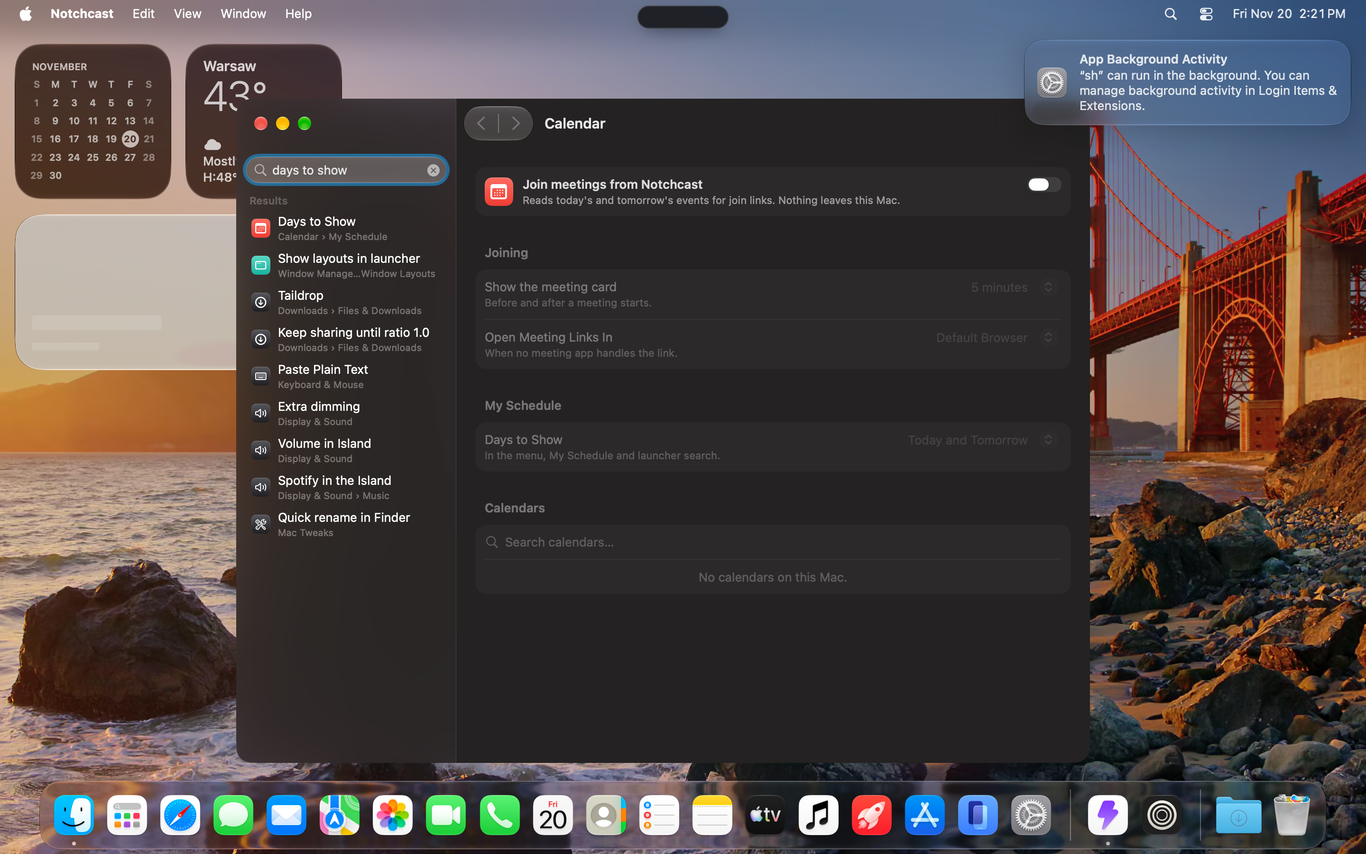 Notchcast Edit View Window Help
Fri Nov 20 2:21 PM
NOVEMBER
S M T W T F S
1 2 3 4 5 6 7
8 9 10 11 12 13 14
15 16 17 18 19 20 21
22 23 24 25 26 27 28
29 30
Warsaw
43°
Mostl
H:48°
App Background Activity
“sh” can run in the background. You can
manage background activity in Login Items &
Extensions.
days to show
Results
Days to Show
Calendar › My Schedule
Show layouts in launcher
Window Manage...Window Layouts
Taildrop
Downloads › Files & Downloads
Keep sharing until ratio 1.0
Downloads › Files & Downloads
Paste Plain Text
Keyboard & Mouse
Extra dimming
Display & Sound
Volume in Island
Display & Sound
Spotify in the Island
Display & Sound › Music
Quick rename in Finder
Mac Tweaks
Calendar
Join meetings from Notchcast
Reads today's and tomorrow's events for join links. Nothing leaves this Mac.
Joining
Show the meeting card
5 minutes
Before and after a meeting starts.
Open Meeting Links In
Default Browser
When no meeting app handles the link.
My Schedule
Days to Show
Today and Tomorrow
In the menu, My Schedule and launcher search.
Calendars
Search calendars...
No calendars on this Mac.
Fri
20
tv